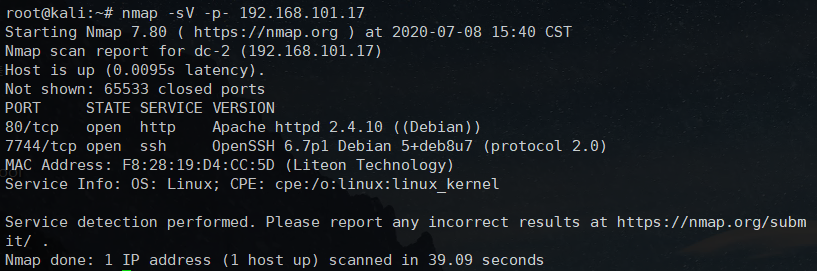 root@kali:~# nmap -sV -p- 192.168.101.17
Starting Nmap 7.80 ( https://nmap.org ) at 2020-07-08 15:40 CST
Nmap scan report for dc-2 (192.168.101.17)
Host is up (0.0095s latency).
Not shown: 65533 closed ports
PORT     STATE SERVICE VERSION
80/tcp   open  http    Apache httpd 2.4.10 ((Debian))
7744/tcp open  ssh     OpenSSH 6.7p1 Debian 5+deb8u7 (protocol 2.0)
MAC Address: F8:28:19:D4:CC:5D (Liteon Technology)
Service Info: OS: Linux; CPE: cpe:/o:linux:linux_kernel

Service detection performed. Please report any incorrect results at https://nmap.org/subm
it/ .
Nmap done: 1 IP address (1 host up) scanned in 39.09 seconds